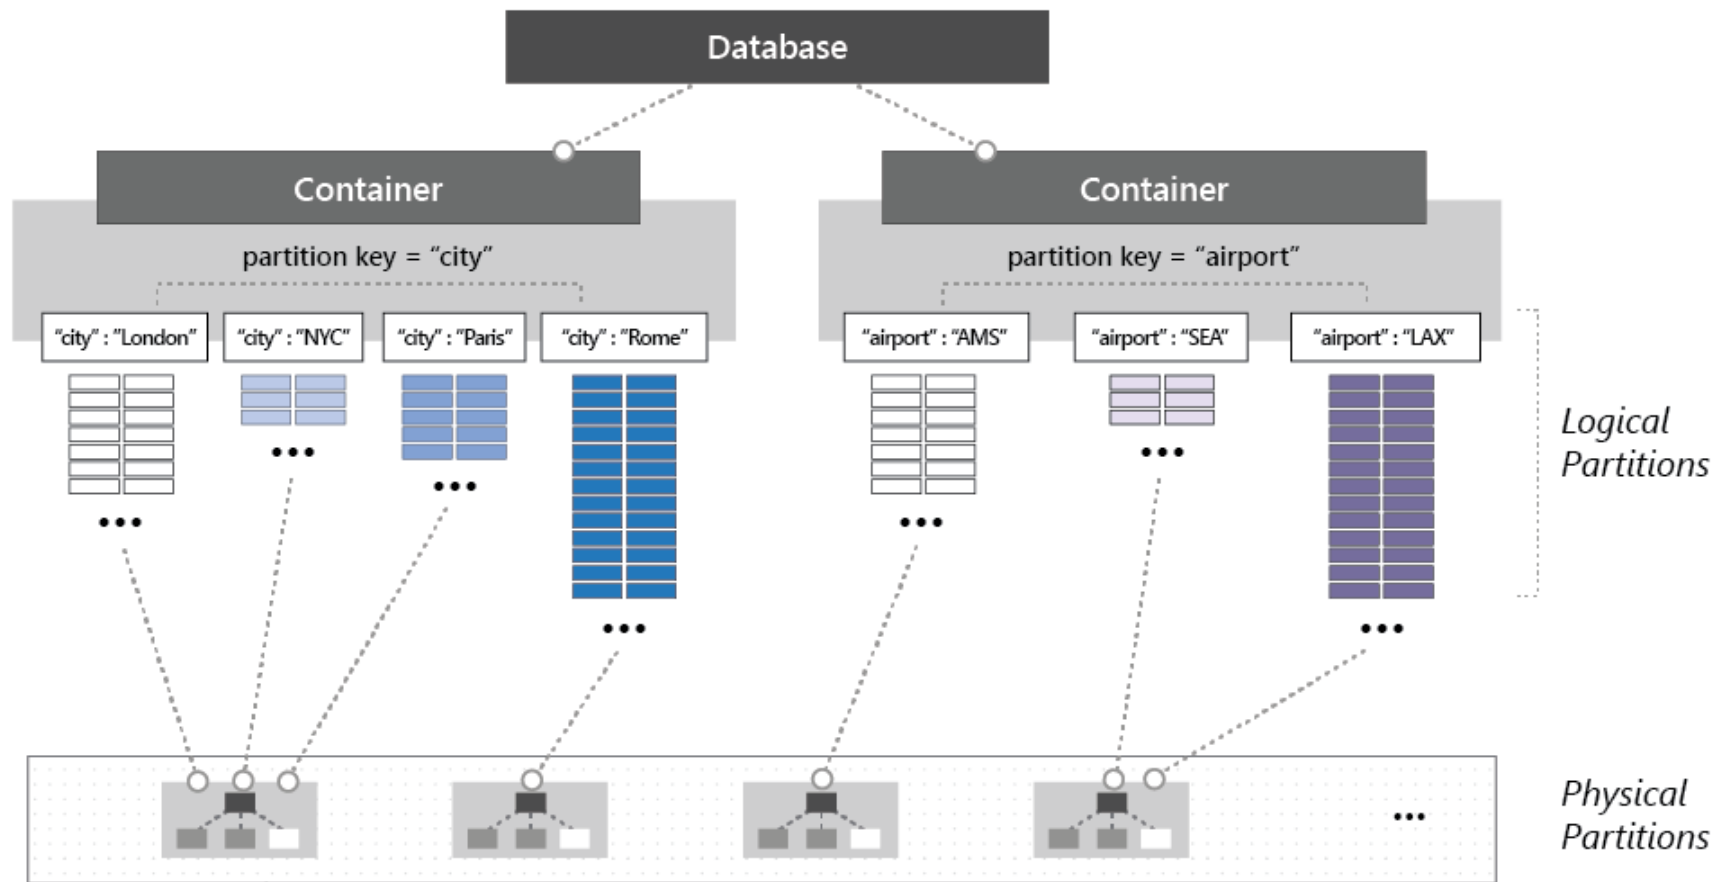 Database
Container
Container
partition key = “city”
partition key = “airport”
“city” : “London”
“city” : “NYC”
“city” : “Paris”
“city” : “Rome”
“airport” : “AMS”
“airport” : “SEA”
“airport” : “LAX”
Logical
Partitions
Physical
Partitions